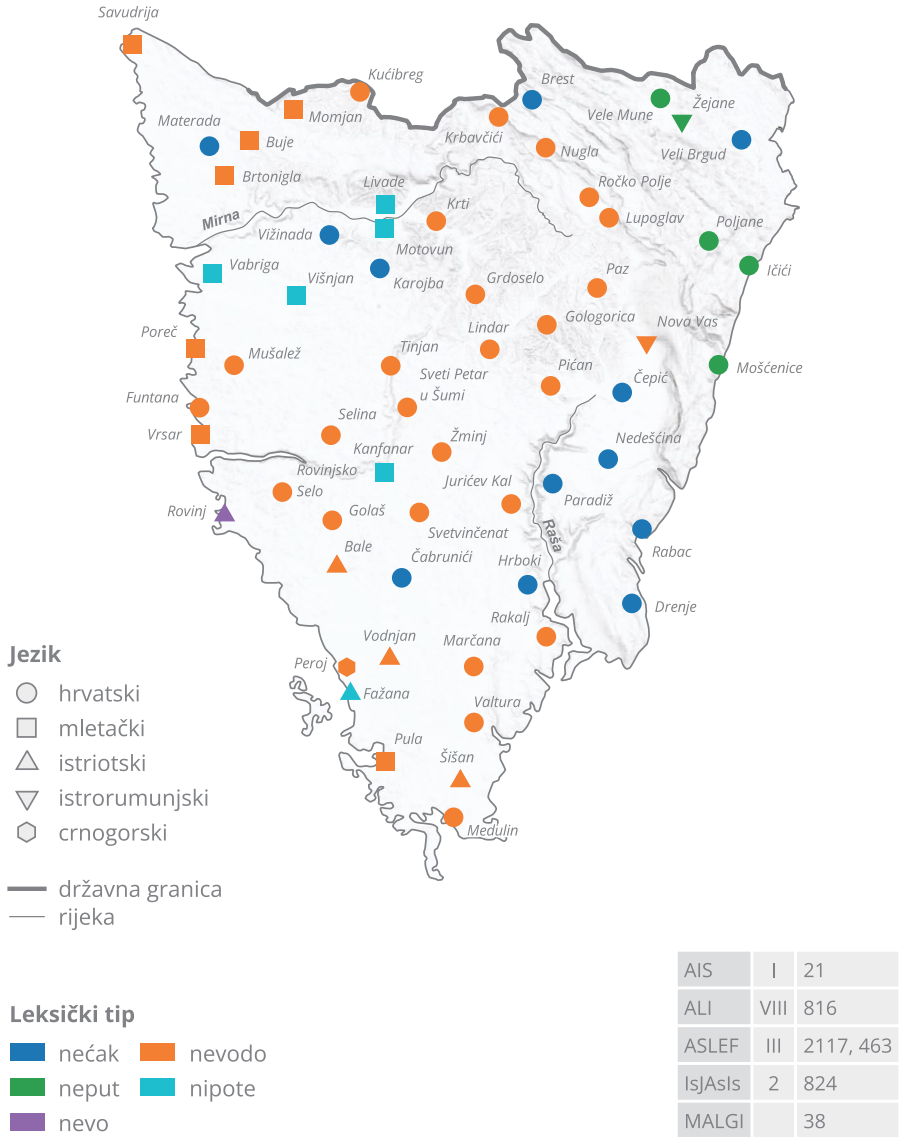 Savudrija
Kućibreg
Brest
Momjan
Vele Mune
Žejane
Materada
Buje
Krbavčići
Nugla
Veli Brgud
Brtonigla
Livade
Ročko Polje
Mirna
Krti
Lupoglav
Vižinada
Motovun
Poljane
Vabriga
Višnjan
Karojba
Grdoselo
Paz
Ičići
Poreč
Lindar
Gologorica
Nova Vas
Mušalež
Tinjan
Pićan
Mošćenice
Sveti Petar
u Šumi
Čepić
Funtana
Selina
Vrsar
Kanfanar
Žminj
Nedešćina
Rovinjsko
Selo
Jurićev Kal
Paradiž
Rovinj
Golaš
Svetvinčenat
Raša
Bale
Čabrunići
Hrboki
Rabac
Drenje
Rakalj
Peroj
Vodnjan
Marčana
Fažana
Valtura
Pula
Šišan
Medulin
Jezik
hrvatski
mletački
istriotski
istrorumunjski
crnogorski
državna granica
rijeka
Leksički tip
nećak nevodo
neput nipote
nevo
AIS I 21
ALI VIII 816
ASLEF III 2117, 463
IsJAsIs 2 824
MALGI 38